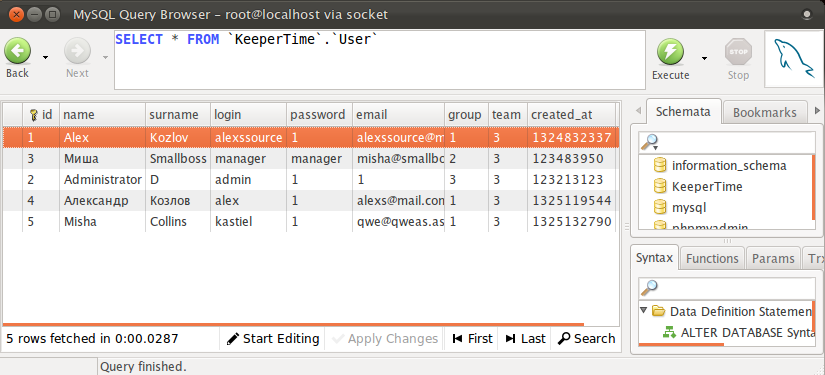 MySQL Query Browser – root@localhost via socket
SELECT * FROM `KeeperTime`.`User`
Back Next Execute STOP Stop
id name surname login password email group team created_at
1 Alex Kozlov alexssource 1 alexssource@m 1 3 1324832337
3 Миша Smallboss manager manager misha@smallbo 2 3 123483950
2 Administrator D admin 1 1 3 3 123213123
4 Александр Козлов alex 1 alexs@mail.com 1 3 1325119544
5 Misha Collins kastiel 1 qwe@qweas.as 1 3 1325132790
Schemata Bookmarks
information_schema
KeeperTime
mysql
phpmyadmin
Syntax Functions Params Trx
Data Definition Statemen
ALTER DATABASE Synta
5 rows fetched in 0:00.0287 Start Editing Apply Changes First Last Search
Query finished.